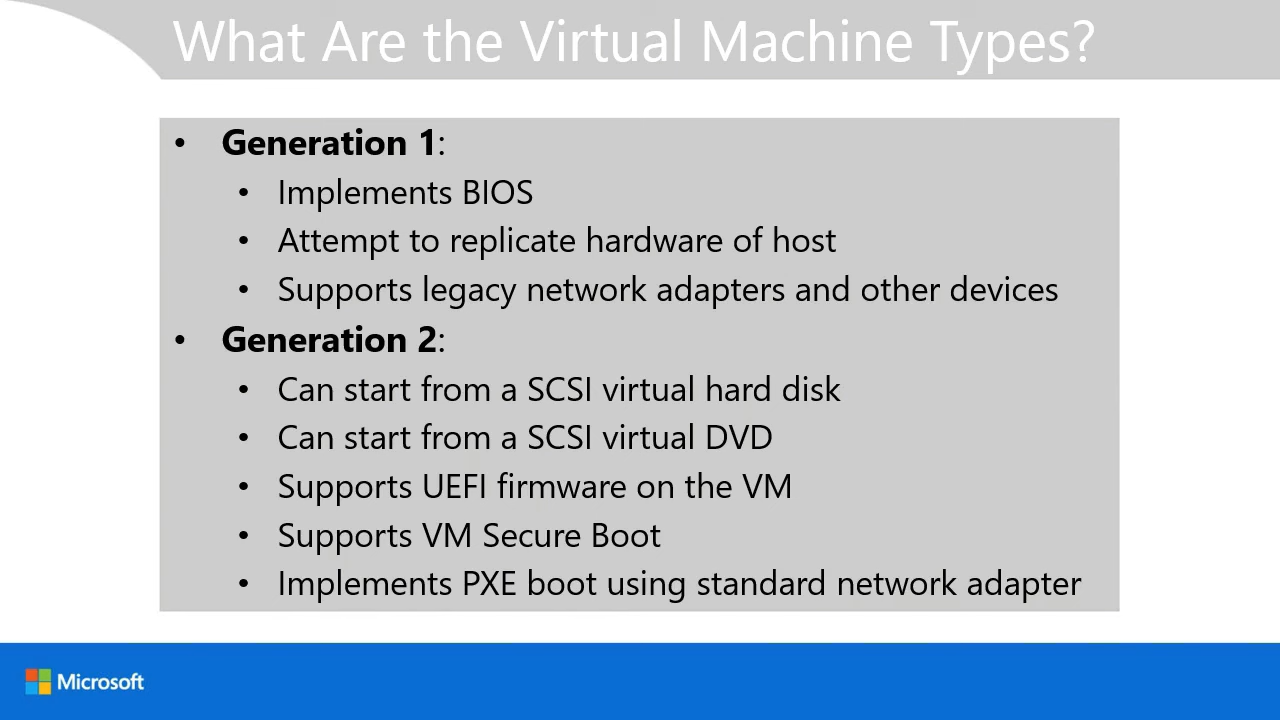 What Are the Virtual Machine Types?
• Generation 1:
• Implements BIOS
• Attempt to replicate hardware of host
• Supports legacy network adapters and other devices
• Generation 2:
• Can start from a SCSI virtual hard disk
• Can start from a SCSI virtual DVD
• Supports UEFI firmware on the VM
• Supports VM Secure Boot
• Implements PXE boot using standard network adapter
Microsoft